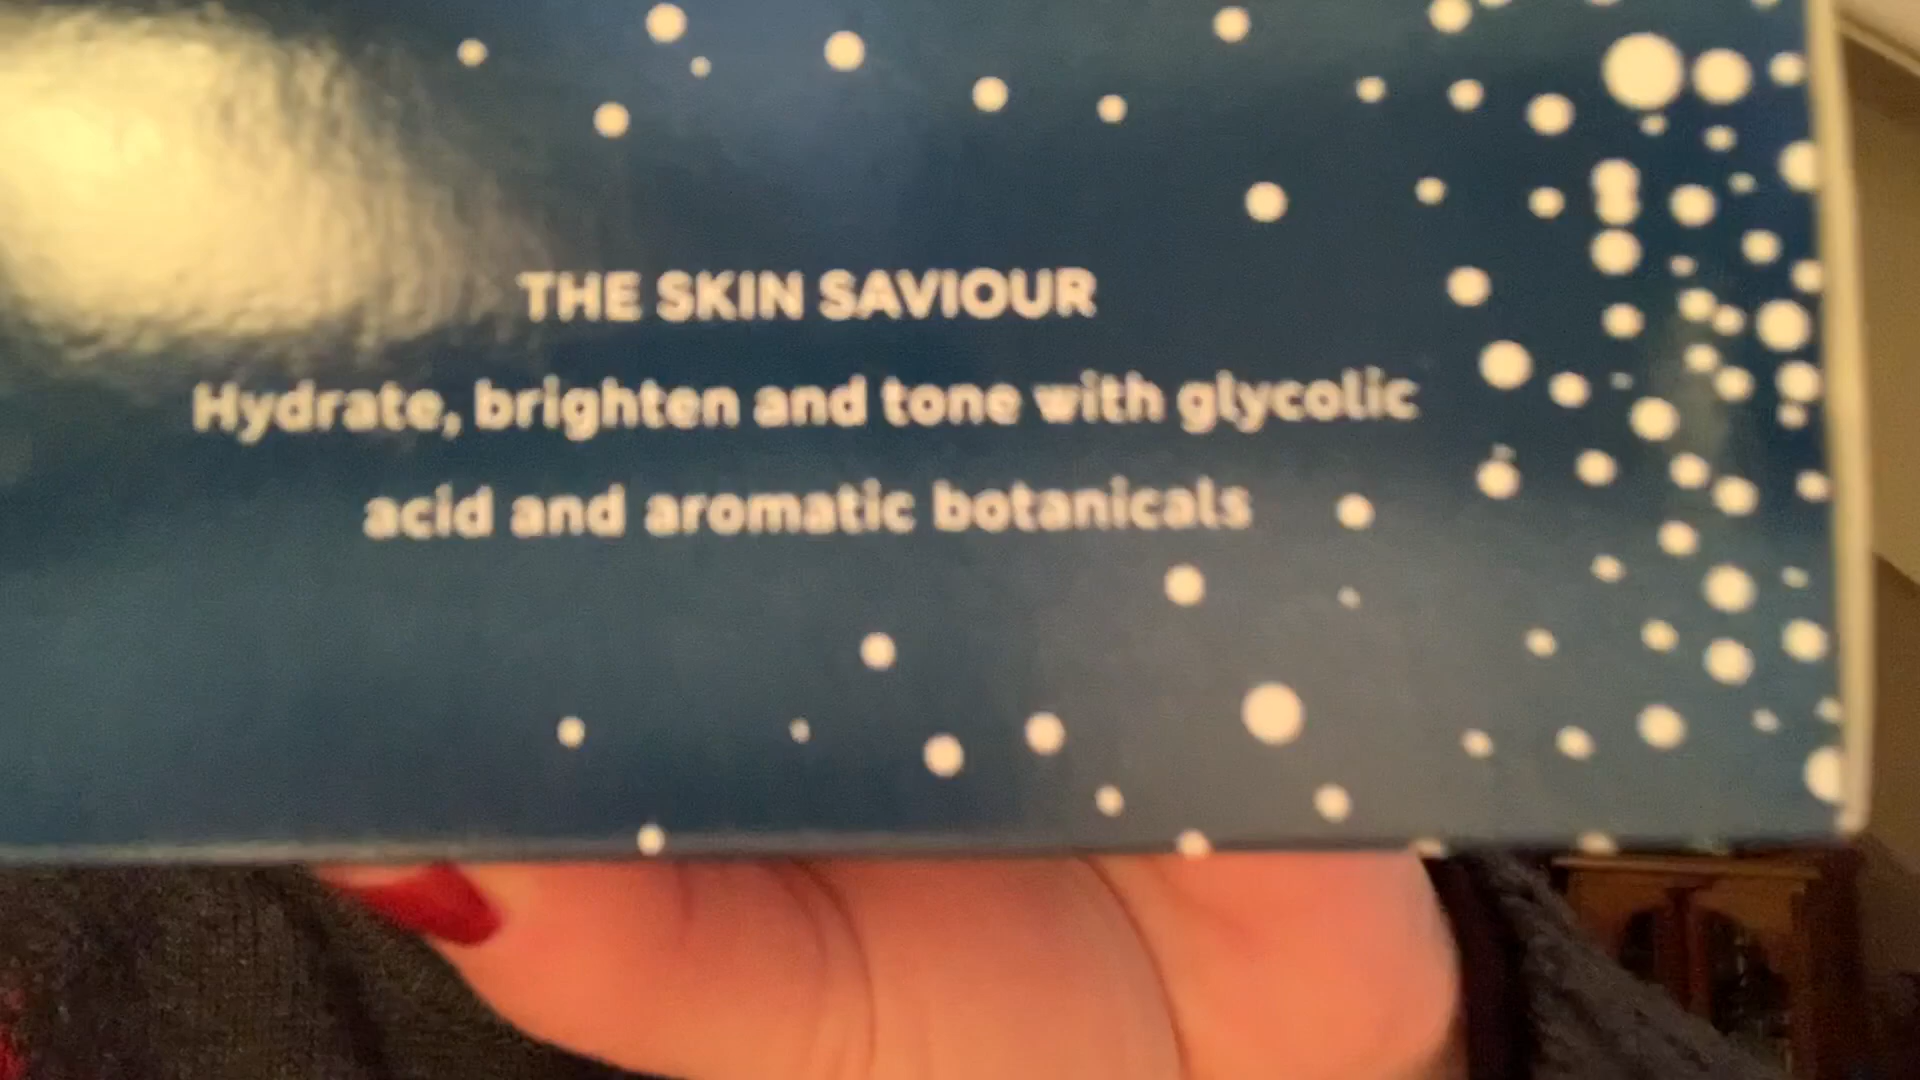 THE SKIN SAVIOUR
Hydrate, brighten and tone with glycolic
acid and aromatic botanicals